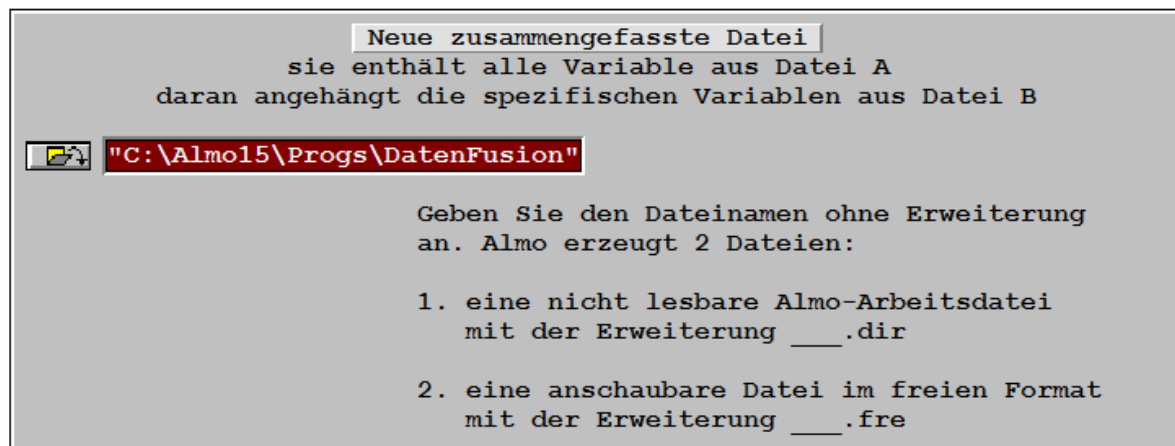 Neue zusammengefasste Datei
sie enthält alle Variable aus Datei A
daran angehängt die spezifischen Variablen aus Datei B
"C:\Almo15\Progs\DatenFusion"
Geben Sie den Dateinamen ohne Erweiterung
an. Almo erzeugt 2 Dateien:
1. eine nicht lesbare Almo-Arbeitsdatei
mit der Erweiterung ___.dir
2. eine anschaubare Datei im freien Format
mit der Erweiterung ___.fre